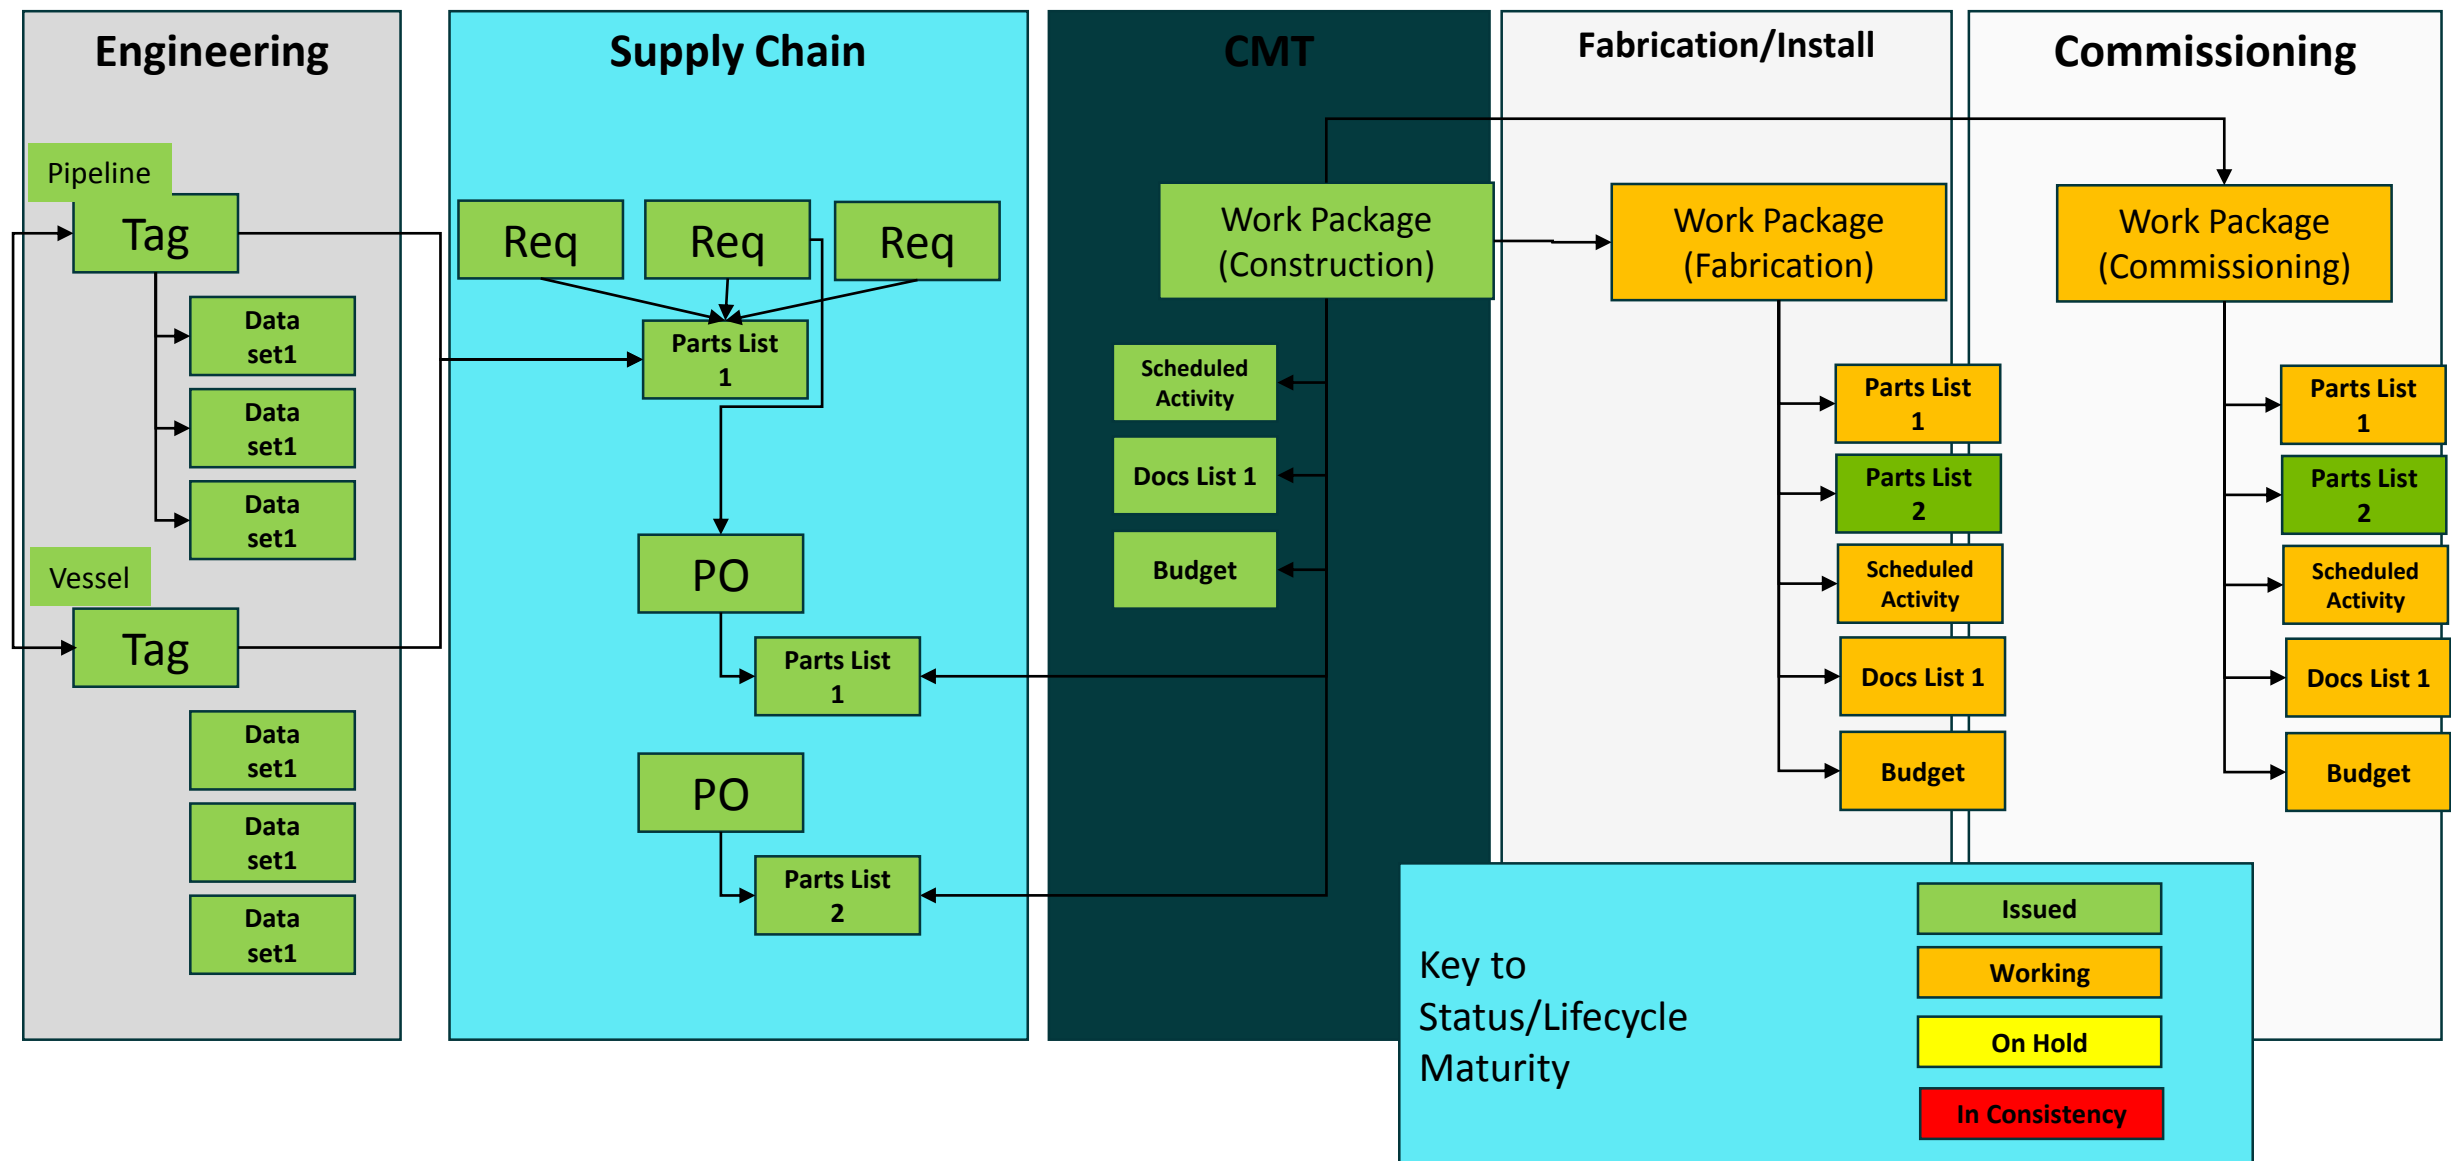 Engineering
Pipeline
Tag
Data
set1
Data
set1
Data
set1
Vessel
Tag
Data
set1
Data
set1
Data
set1
Supply Chain
Req
Req
Req
Parts List
1
PO
Parts List
1
PO
Parts List
2
CMT
Work Package
(Construction)
Scheduled
Activity
Docs List 1
Budget
Fabrication/Install
Work Package
(Fabrication)
Parts List
1
Parts List
2
Scheduled
Activity
Docs List 1
Budget
Commissioning
Work Package
(Commissioning)
Parts List
1
Parts List
2
Scheduled
Activity
Docs List 1
Budget
Key to
Status/Lifecycle
Maturity
Issued
Working
On Hold
In Consistency